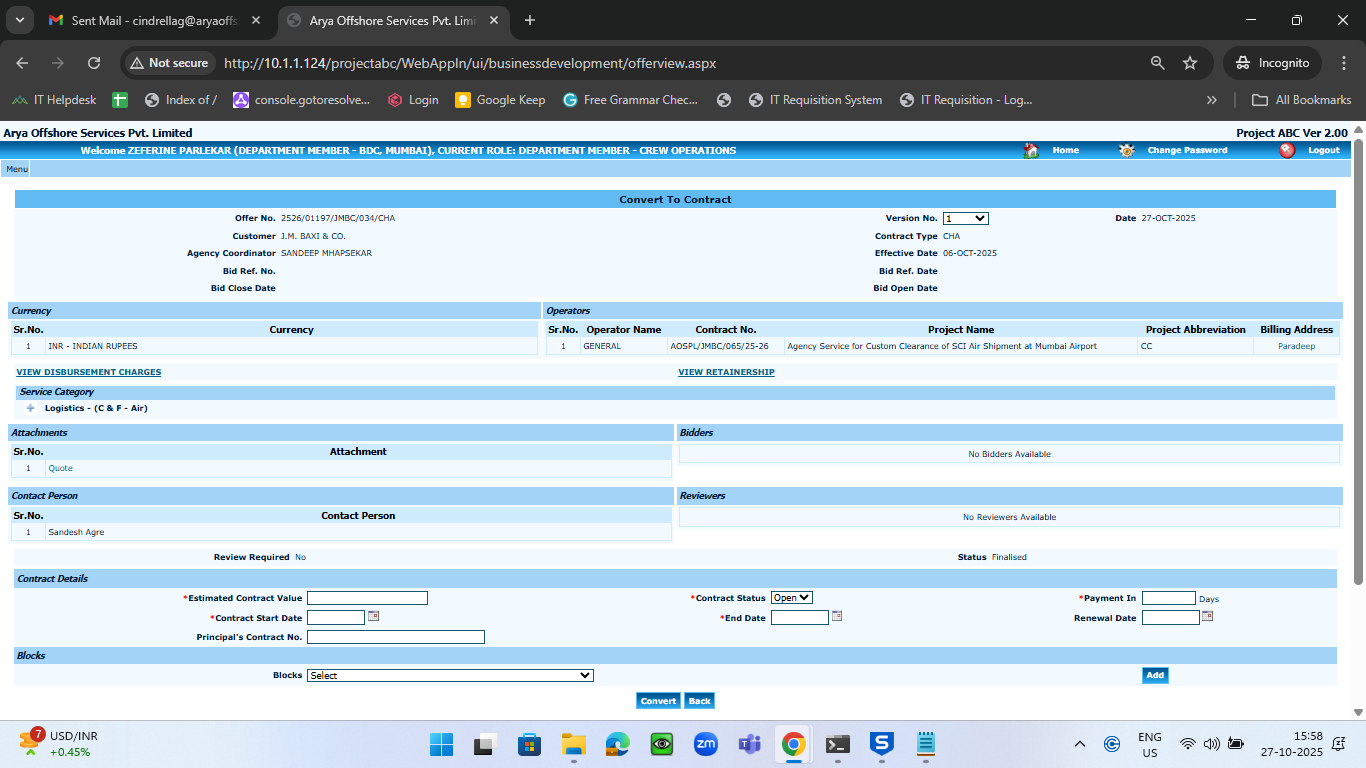 Sent Mail - cindrellag@aryaoffs
Arya Offshore Services Pvt. Limi
Not secure
http://10.1.1.124/projectabc/WebAppIn/ui/businessdevelopment/offerview.aspx
Incognito
IT Helpdesk
Index of /
console.gotoresolve...
Login
Google Keep
Free Grammar Chec...
IT Requisition System
IT Requisition - Log...
All Bookmarks
Arya Offshore Services Pvt. Limited
Project ABC Ver 2.00
Welcome ZEFERINE PARLEKAR (DEPARTMENT MEMBER - BDC, MUMBAI), CURRENT ROLE: DEPARTMENT MEMBER - CREW OPERATIONS
Home
Change Password
Logout
Menu
Convert To Contract
Offer No. 2526/01197/JMBC/034/CHA
Version No. 1
Date 27-OCT-2025
Customer J.M. BAXI & CO.
Contract Type CHA
Agency Coordinator SANDEEP MHAPSEKAR
Effective Date 06-OCT-2025
Bid Ref. No.
Bid Ref. Date
Bid Close Date
Bid Open Date
Currency
Operators
Sr.No. Currency
Sr.No. Operator Name Contract No. Project Name Project Abbreviation Billing Address
1 INR - INDIAN RUPEES
1 GENERAL AOSPL/JMBC/065/25-26 Agency Service for Custom Clearance of SCI Air Shipment at Mumbai Airport CC Paradeep
VIEW DISBURSEMENT CHARGES
VIEW RETAINERSHIP
Service Category
+ Logistics - (C & F - Air)
Attachments
Bidders
Sr.No. Attachment
No Bidders Available
1 Quote
Contact Person
Reviewers
Sr.No. Contact Person
No Reviewers Available
1 Sandesh Agre
Review Required No
Status Finalised
Contract Details
*Estimated Contract Value
*Contract Status Open
*Payment In Days
*Contract Start Date
*End Date
Renewal Date
Principal's Contract No.
Blocks
Blocks Select
Add
Convert
Back
7
USD/INR
+0.45%
zm
ENG
US
15:58
27-10-2025